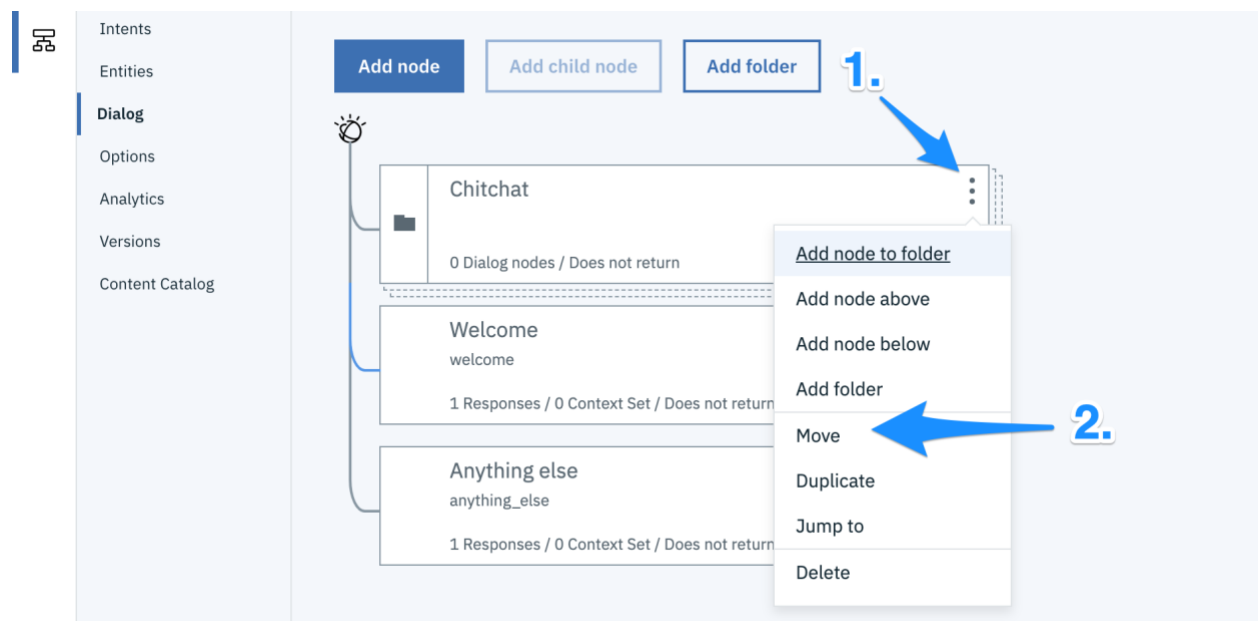 Intents
Entities
Dialog
Options
Analytics
Versions
Content Catalog
Add node
Add child node
Add folder
1.
Chitchat
0 Dialog nodes / Does not return
Welcome
welcome
1 Responses / 0 Context Set / Does not return
Anything else
anything_else
1 Responses / 0 Context Set / Does not return
Add node to folder
Add node above
Add node below
Add folder
Move
2.
Duplicate
Jump to
Delete